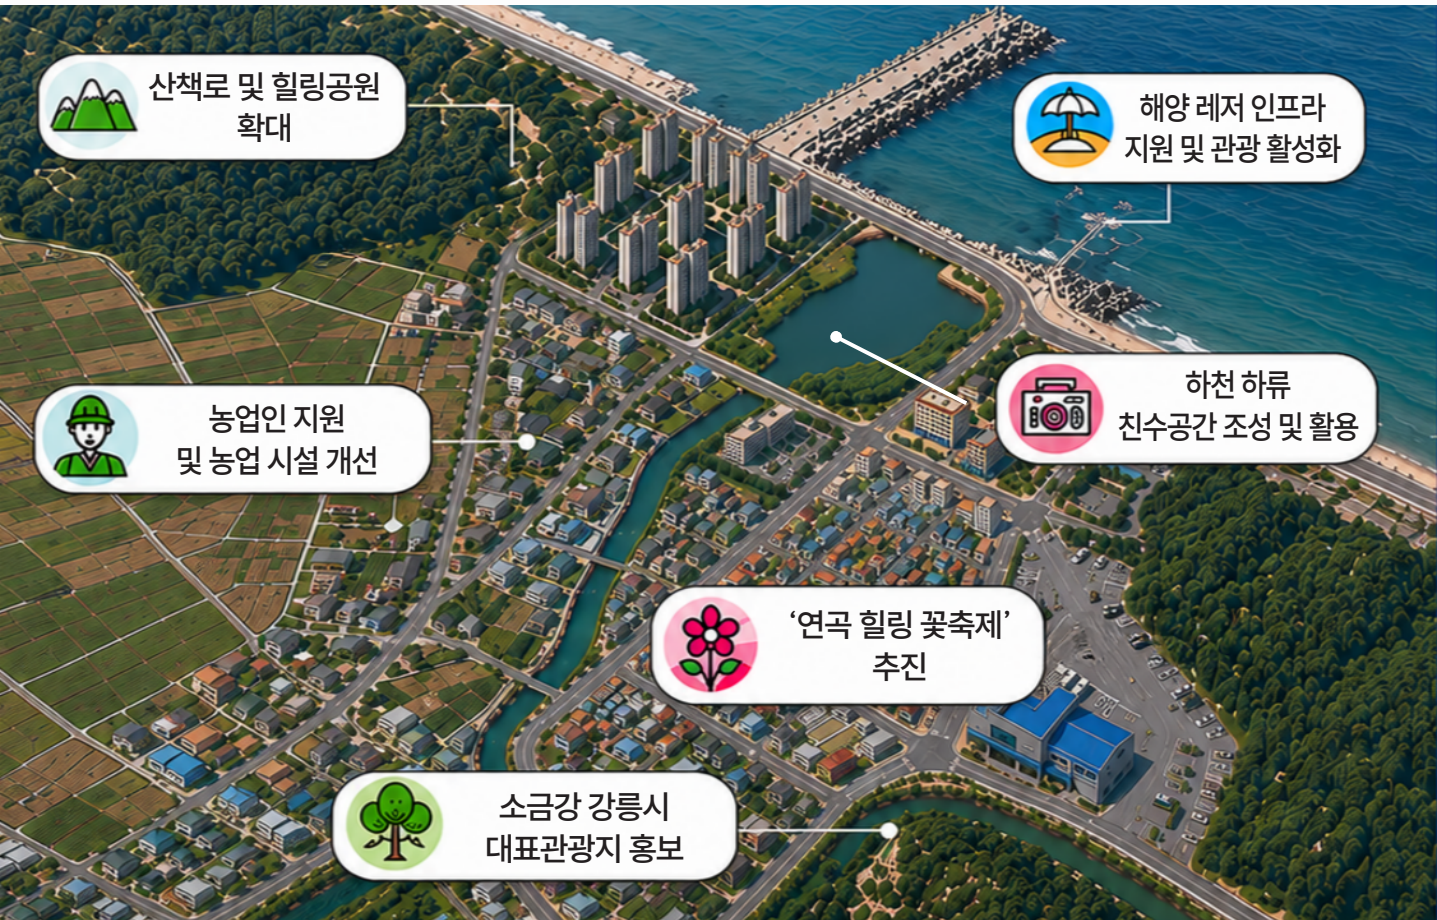 산책로 및 힐링공원
확대
해양 레저 인프라
지원 및 관광 활성화
농업인 지원
및 농업 시설 개선
하천 하류
친수공간 조성 및 활용
‘연곡 힐링 꽃축제’
추진
소금강 강릉시
대표관광지 홍보